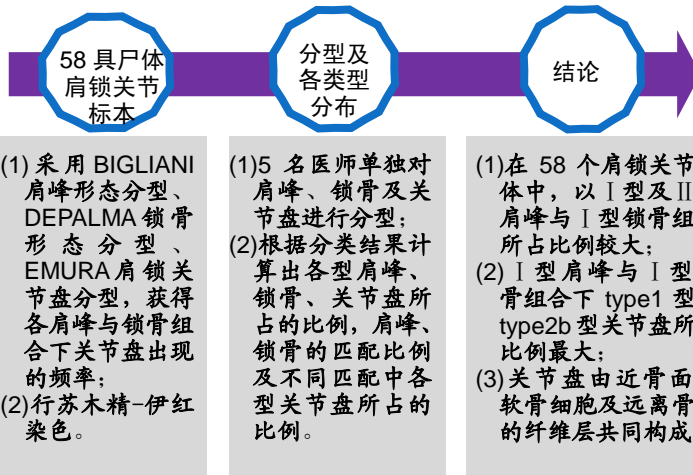 58 具尸体
肩锁关节
标本
分型及
各类型
分布
结论
(1) 采用 BIGLIANI
肩峰形态分型、
DEPALMA 锁骨
形态分型、
EMURA 肩锁关
节盘分型，获得
各肩峰与锁骨组
合下关节盘出现
的频率；
(2)行苏木精-伊红
染色。
(1)5 名医师单独对
肩峰、锁骨及关
节盘进行分型；
(2)根据分类结果计
算出各型肩峰、
锁骨、关节盘所
占的比例，肩峰、
锁骨的匹配比例
及不同匹配中各
型关节盘所占的
比例。
(1)在 58 个肩锁关节
体中，以Ⅰ型及Ⅱ
肩峰与Ⅰ型锁骨组
所占比例较大；
(2)Ⅰ型肩峰与Ⅰ型
骨组合下 type1 型
type2b 型关节盘所
比例最大；
(3)关节盘由近骨面
软骨细胞及远离骨
的纤维层共同构成